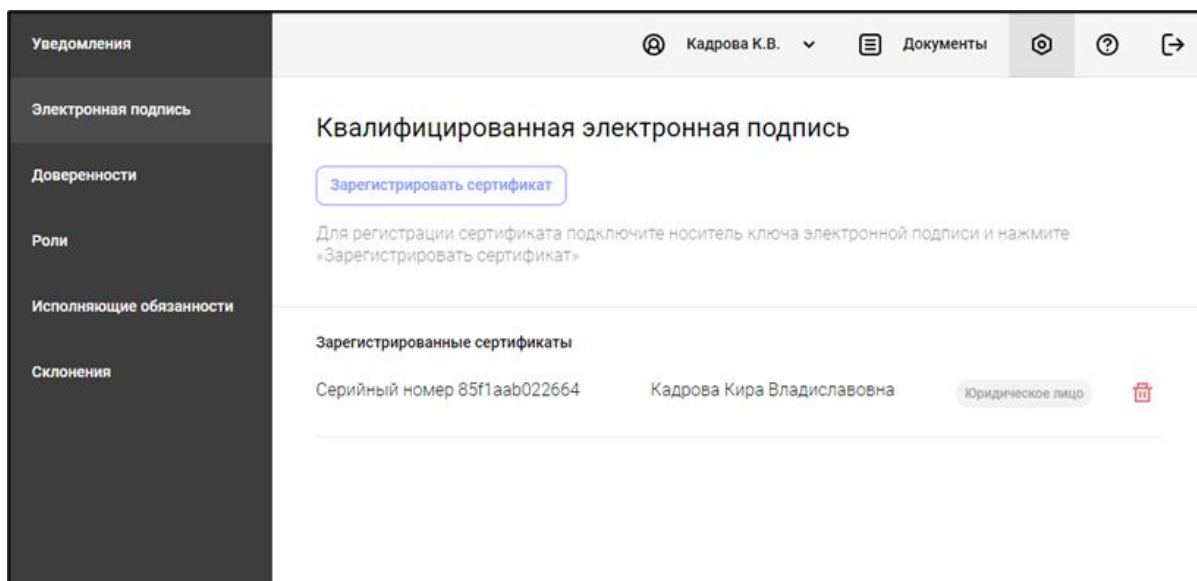 Уведомления
Кадрова К.В.
Документы
Электронная подпись
Доверенности
Роли
Исполняющие обязанности
Склонения
Квалифицированная электронная подпись
Зарегистрировать сертификат
Для регистрации сертификата подключите носитель ключа электронной подписи и нажмите
«Зарегистрировать сертификат»
Зарегистрированные сертификаты
Серийный номер 85f1aab022664
Кадрова Кира Владиславовна
Юридическое лицо